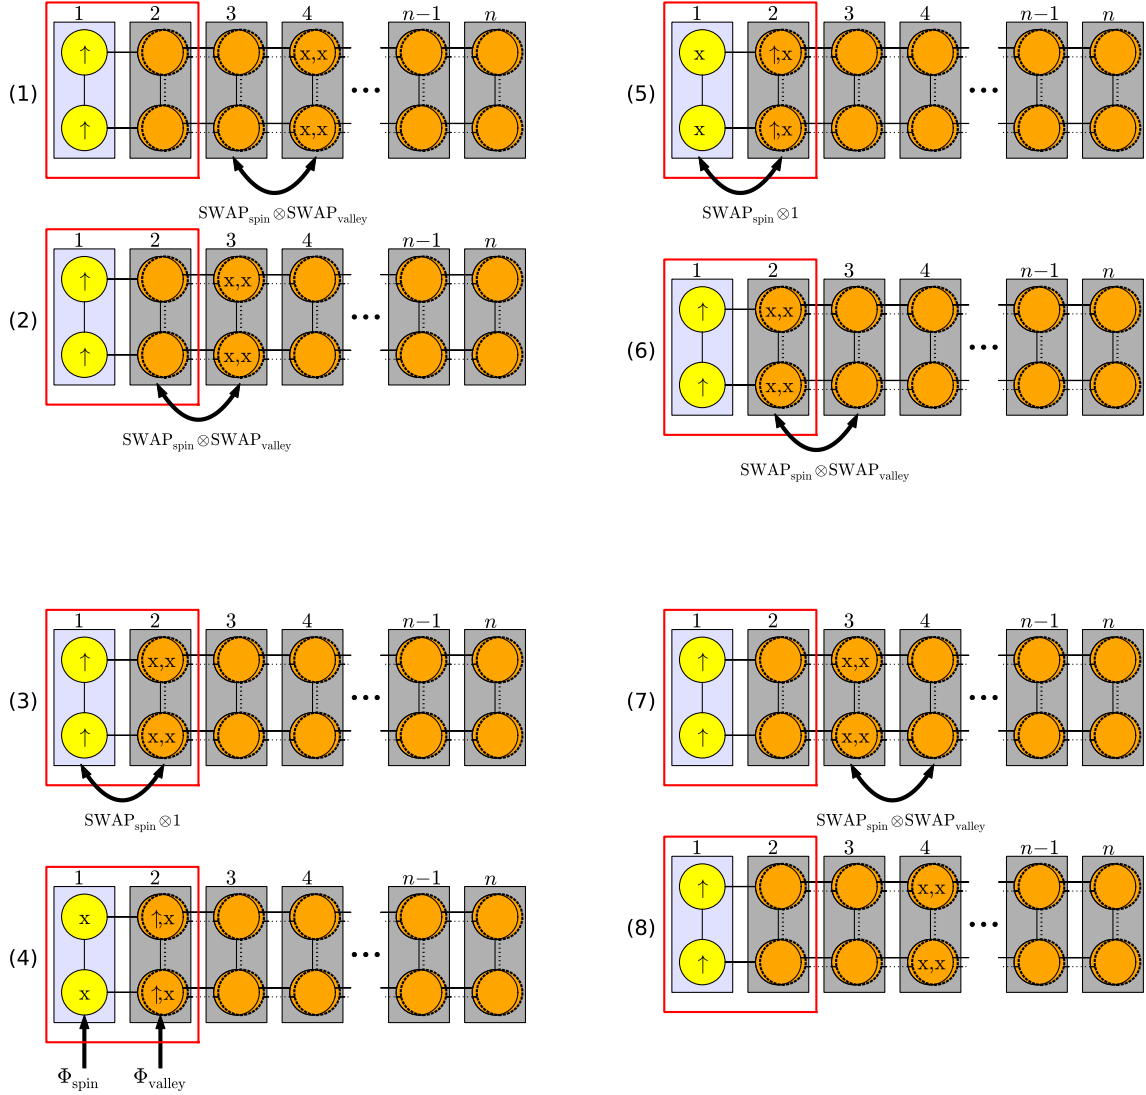 1 2 3 4 n−1 n
(1) ↑ x,x
↑ x,x
SWAP_spin ⊗SWAP_valley
1 2 3 4 n−1 n
(2) ↑ x,x
↑ x,x
SWAP_spin ⊗SWAP_valley
1 2 3 4 n−1 n
(3) ↑ x,x
↑ x,x
SWAP_spin ⊗1
1 2 3 4 n−1 n
(4) x ↑,x
x ↑,x
Φ_spin Φ_valley
1 2 3 4 n−1 n
(5) x ↑,x
x ↑,x
SWAP_spin ⊗1
1 2 3 4 n−1 n
(6) ↑ x,x
↑ x,x
SWAP_spin ⊗SWAP_valley
1 2 3 4 n−1 n
(7) ↑ x,x
↑ x,x
SWAP_spin ⊗SWAP_valley
1 2 3 4 n−1 n
(8) ↑ x,x
↑ x,x